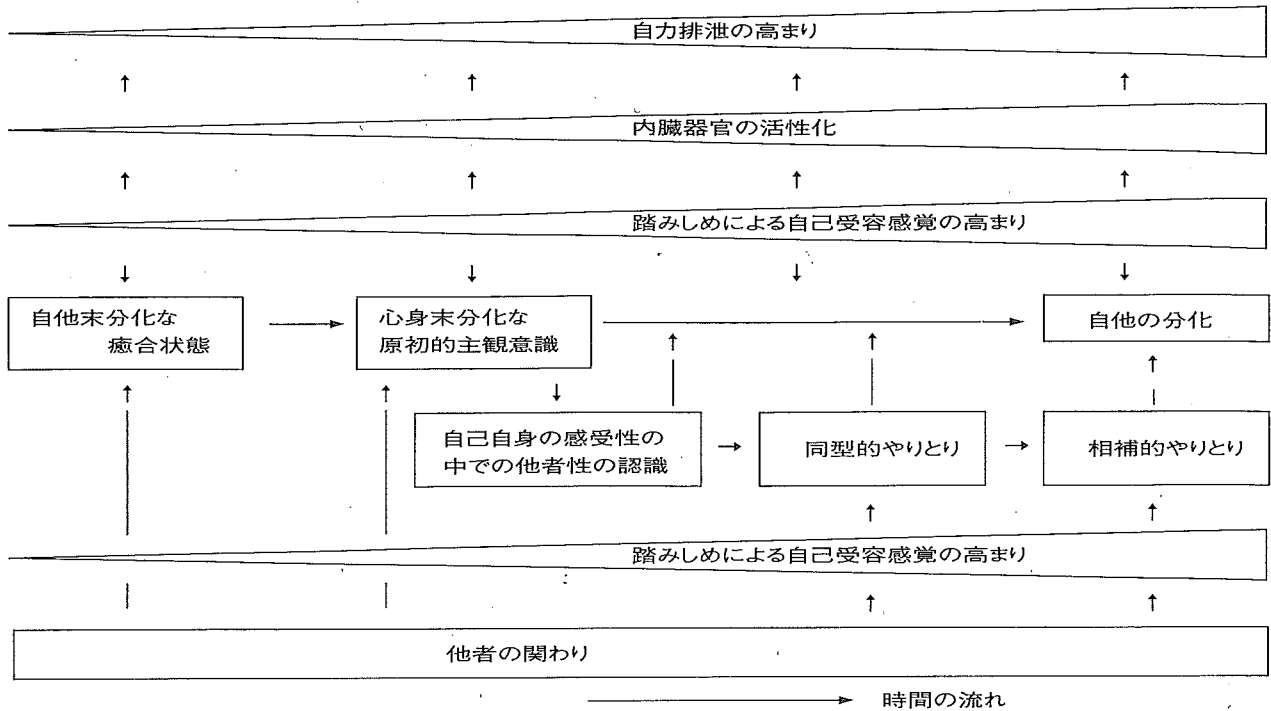 自力排泄の高まり
内臓器官の活性化
踏みしめによる自己受容感覚の高まり
自他末分化な
癒合状態
心身末分化な
原初的主観意識
自他の分化
自己自身の感受性の
中での他者性の認識
同型的やりとり
相補的やりとり
踏みしめによる自己受容感覚の高まり
他者の関わり
時間の流れ